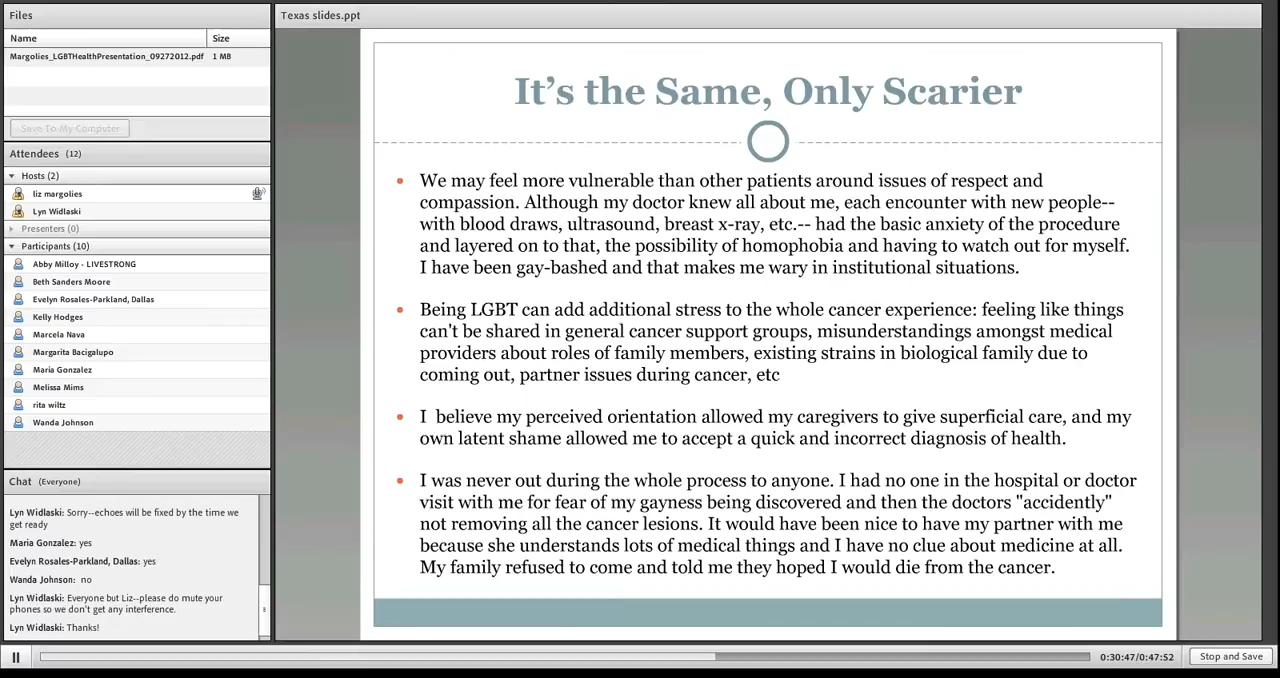 Files
Texas slides.ppt
Name Size
Margolies_LGBTHealthPresentation_09272012.pdf 1 MB
Save To My Computer
Attendees (12)
Hosts (2)
liz margolies
Lyn Widlaski
Presenters (0)
Participants (10)
Abby Milloy - LIVESTRONG
Beth Sanders Moore
Evelyn Rosales-Parkland, Dallas
Kelly Hodges
Marcela Nava
Margarita Bacigalupo
Maria Gonzalez
Melissa Mims
rita wiltz
Wanda Johnson
Chat (Everyone)
Lyn Widlaski: Sorry--echoes will be fixed by the time we
get ready
Maria Gonzalez: yes
Evelyn Rosales-Parkland, Dallas: yes
Wanda Johnson: no
Lyn Widlaski: Everyone but Liz--please do mute your
phones so we don't get any interference.
Lyn Widlaski: Thanks!
It's the Same, Only Scarier
• We may feel more vulnerable than other patients around issues of respect and
compassion. Although my doctor knew all about me, each encounter with new people--
with blood draws, ultrasound, breast x-ray, etc.-- had the basic anxiety of the procedure
and layered on to that, the possibility of homophobia and having to watch out for myself.
I have been gay-bashed and that makes me wary in institutional situations.
• Being LGBT can add additional stress to the whole cancer experience: feeling like things
can't be shared in general cancer support groups, misunderstandings amongst medical
providers about roles of family members, existing strains in biological family due to
coming out, partner issues during cancer, etc
• I believe my perceived orientation allowed my caregivers to give superficial care, and my
own latent shame allowed me to accept a quick and incorrect diagnosis of health.
• I was never out during the whole process to anyone. I had no one in the hospital or doctor
visit with me for fear of my gayness being discovered and then the doctors "accidently"
not removing all the cancer lesions. It would have been nice to have my partner with me
because she understands lots of medical things and I have no clue about medicine at all.
My family refused to come and told me they hoped I would die from the cancer.
0:30:47/0:47:52
Stop and Save